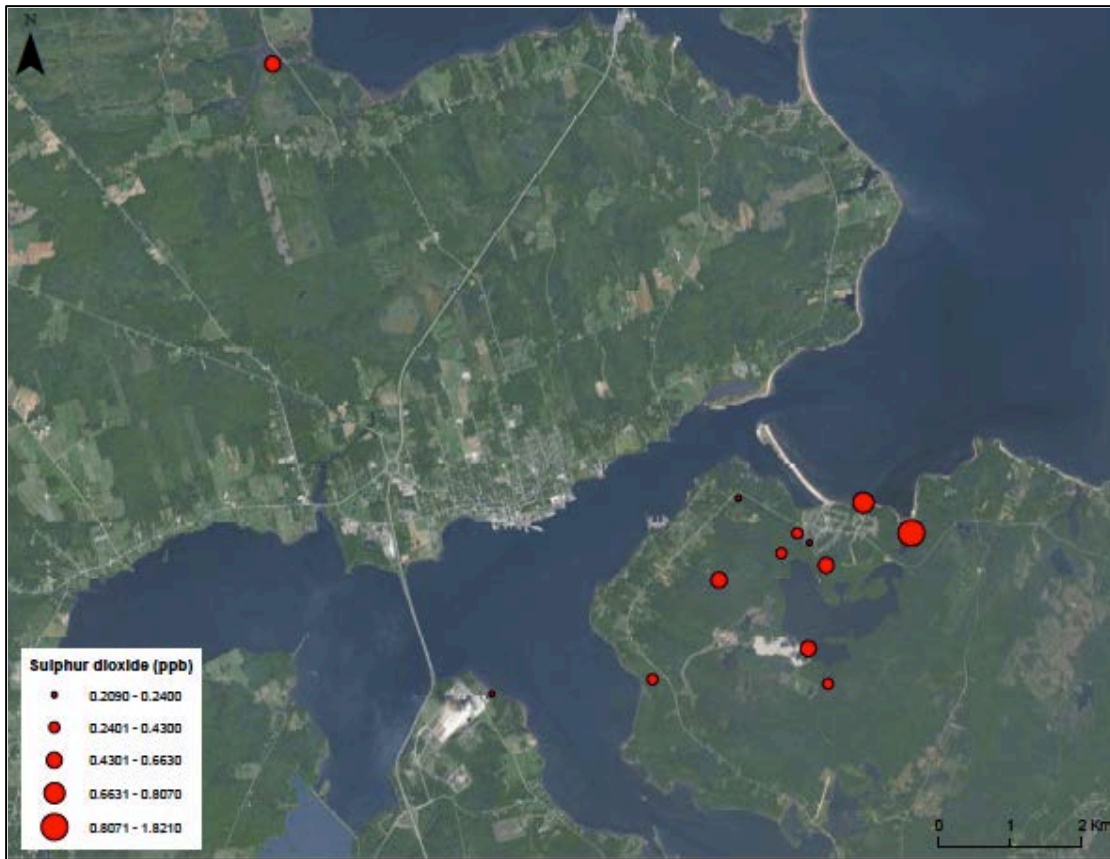 N
Sulphur dioxide (ppb)
0.2090 - 0.2400
0.2401 - 0.4300
0.4301 - 0.6630
0.6631 - 0.8070
0.8071 - 1.8210
0 1 2 Km